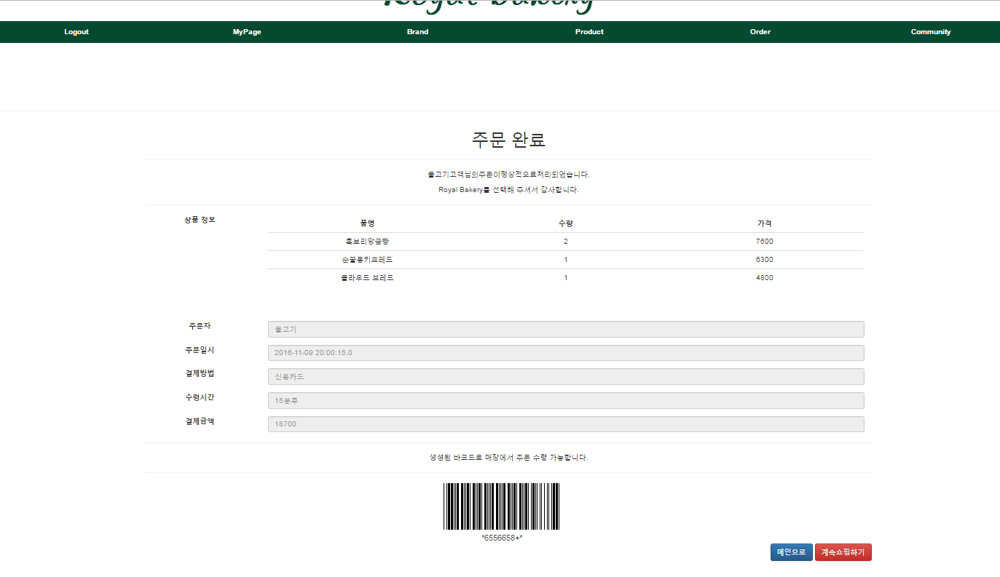 Royal Bakery
Logout MyPage Brand Product Order Community
주문 완료
물고기고객님의주문이정상적으로처리되었습니다.
Royal Bakery를 선택해 주셔서 감사합니다.
상품 정보
품명 수량 가격
흑보리앙금빵 2 7600
순꿀몽키브레드 1 6300
클라우드 브레드 1 4800
주문자 물고기
주문일시 2016-11-09 20:00:15.0
결제방법 신용카드
수령시간 15분후
결제금액 18700
생성된 바코드로 매장에서 주문 수령 가능합니다.
*6556658+*
메인으로 계속쇼핑하기